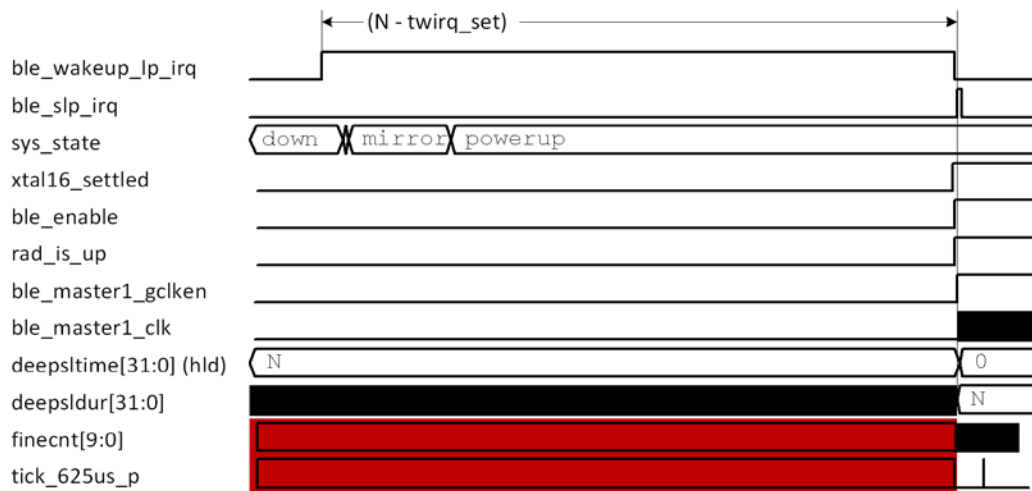 (N - twirq_set)
ble_wakeup_lp_irq
ble_slp_irq
sys_state down mirror powerup
xtal16_settled
ble_enable
rad_is_up
ble_master1_gclken
ble_master1_clk
deepsltime[31:0] (hld) N 0
deepsldur[31:0] N
finecnt[9:0]
tick_625us_p